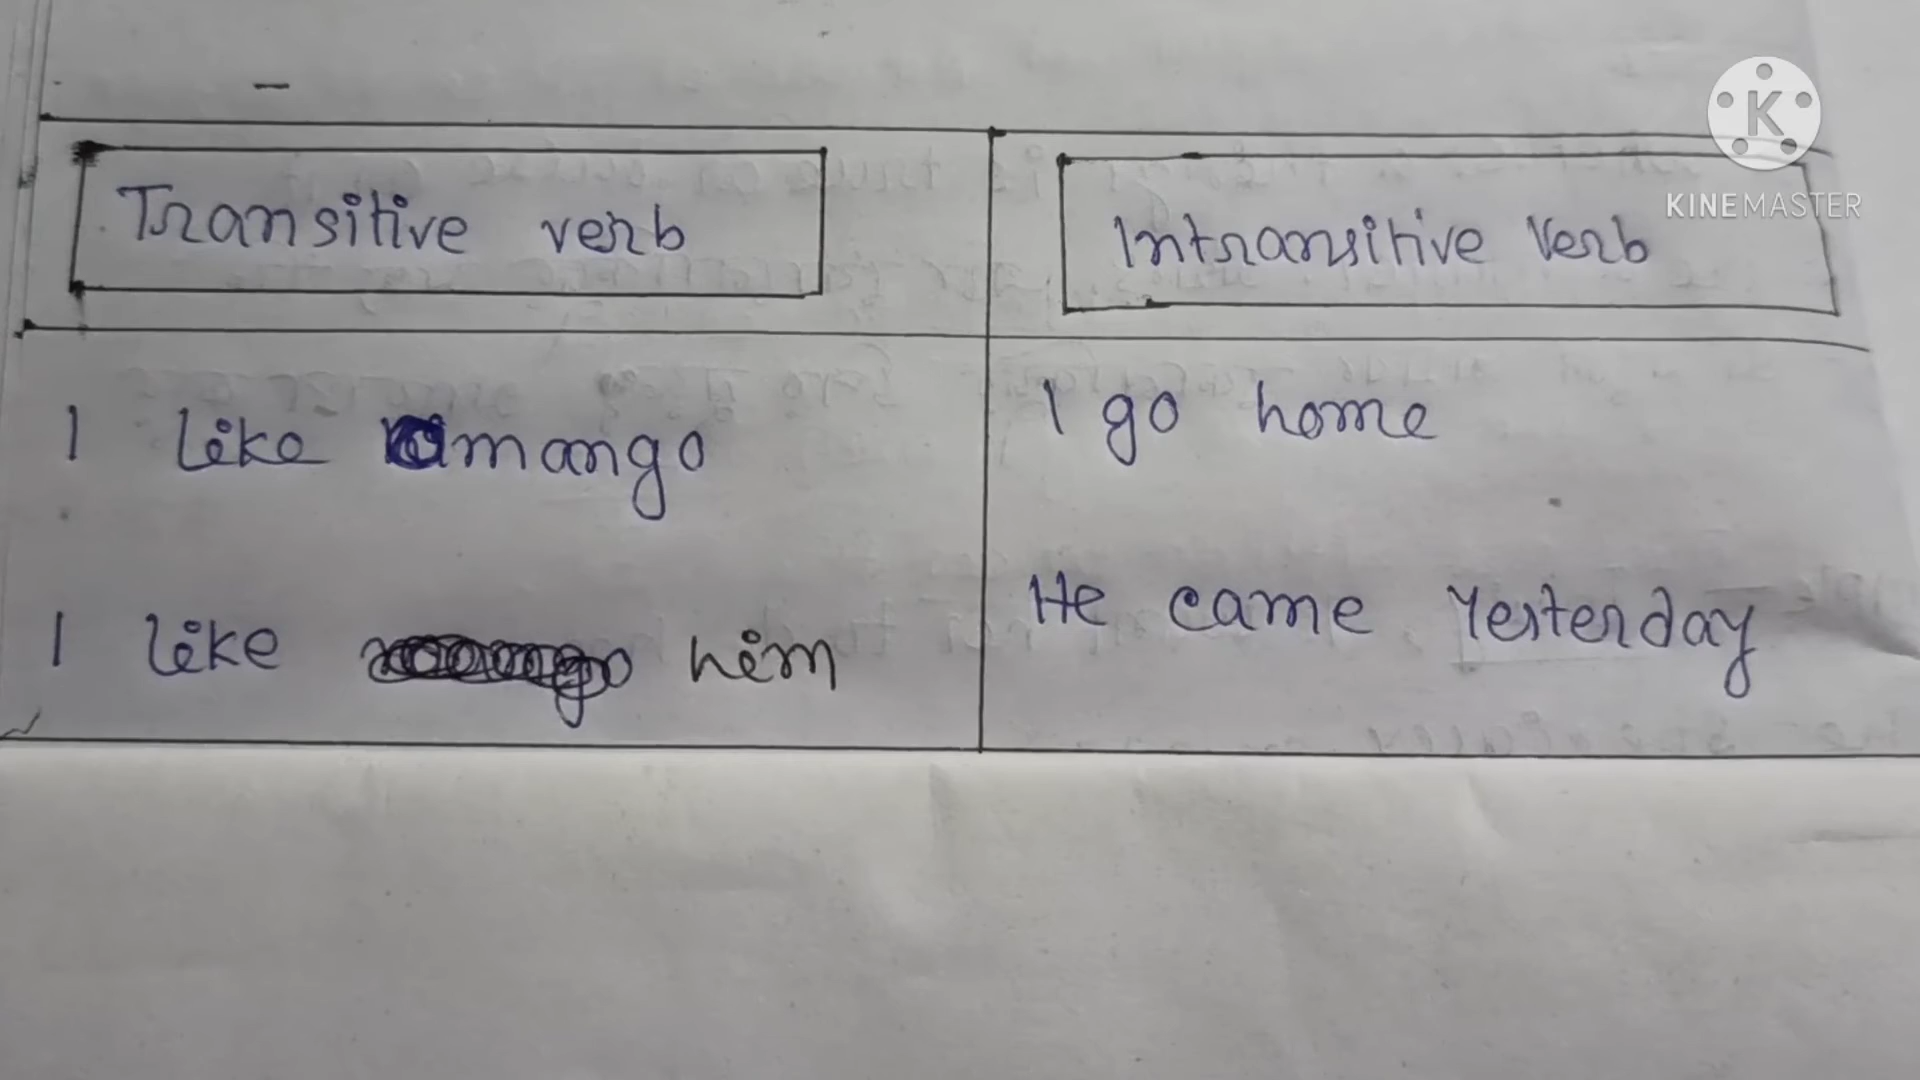 Transitive verb
Intransitive Verb
I like mango
I go home
I like him
He came Yesterday
K
KINEMASTER